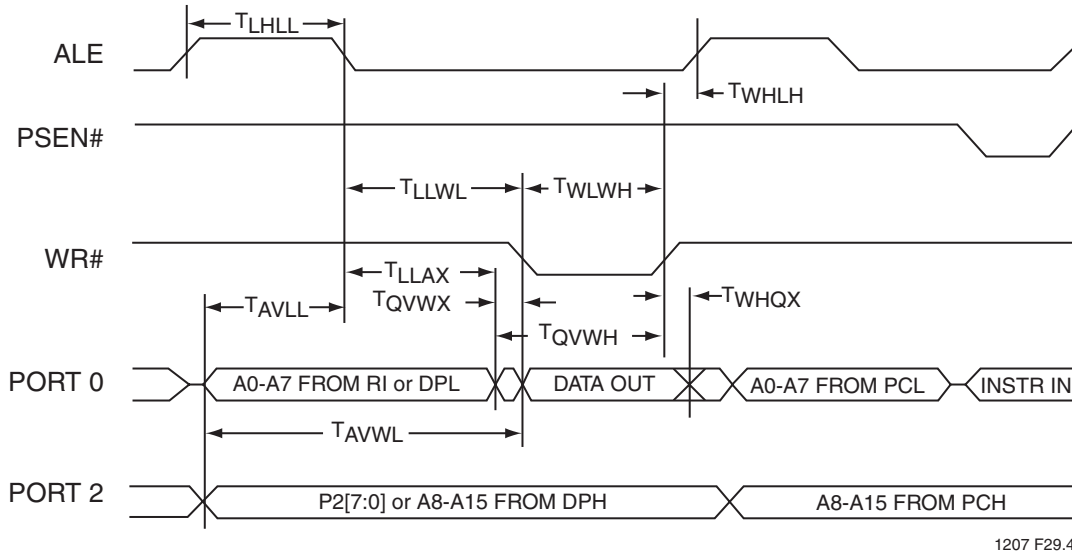 TLHLL
ALE
TWHLH
PSEN#
TLLWL
TWLWH
WR#
TLLAX
TQVWX
TWHQX
TAVLL
TQVWH
PORT 0
A0-A7 FROM RI or DPL
DATA OUT
A0-A7 FROM PCL
INSTR IN
TAVWL
PORT 2
P2[7:0] or A8-A15 FROM DPH
A8-A15 FROM PCH
1207 F29.4